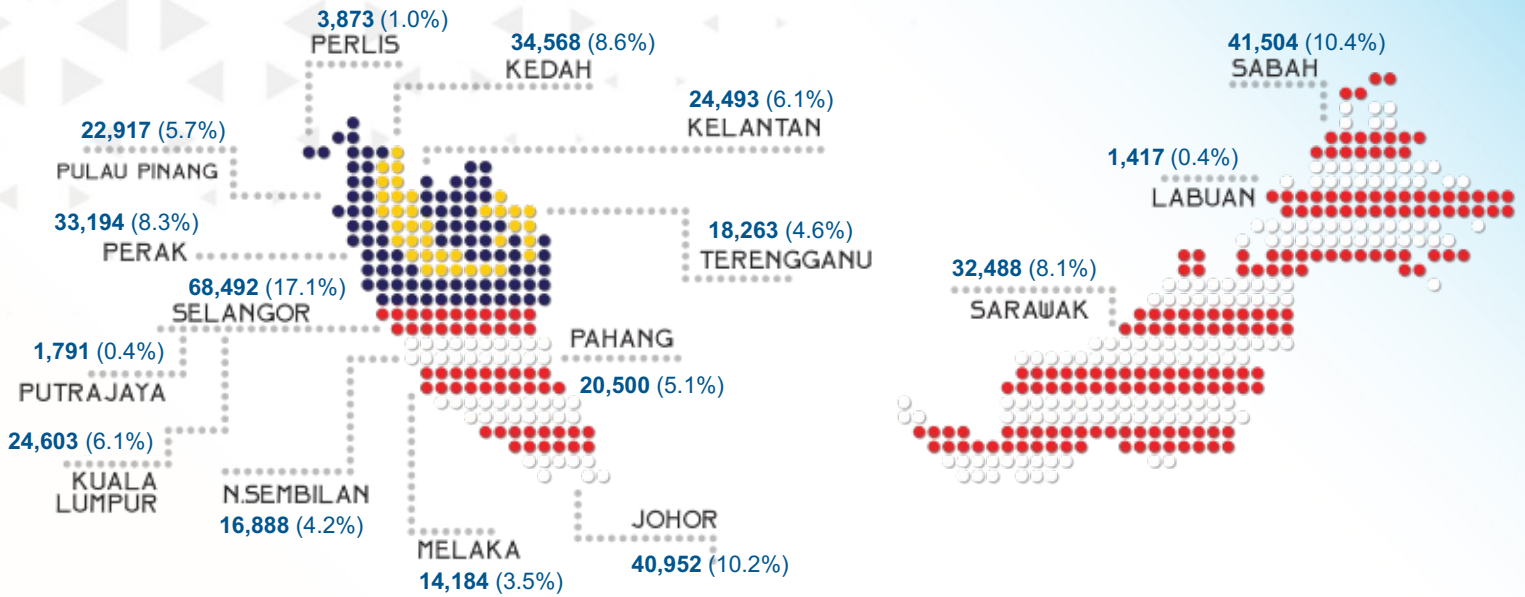 3,873 (1.0%)
PERLIS
34,568 (8.6%)
KEDAH
24,493 (6.1%)
KELANTAN
22,917 (5.7%)
PULAU PINANG
33,194 (8.3%)
PERAK
18,263 (4.6%)
TERENGGANU
68,492 (17.1%)
SELANGOR
1,791 (0.4%)
PUTRAJAYA
PAHANG
20,500 (5.1%)
24,603 (6.1%)
KUALA
LUMPUR
N.SEMBILAN
16,888 (4.2%)
MELAKA
14,184 (3.5%)
JOHOR
40,952 (10.2%)
41,504 (10.4%)
SABAH
1,417 (0.4%)
LABUAN
32,488 (8.1%)
SARAWAK